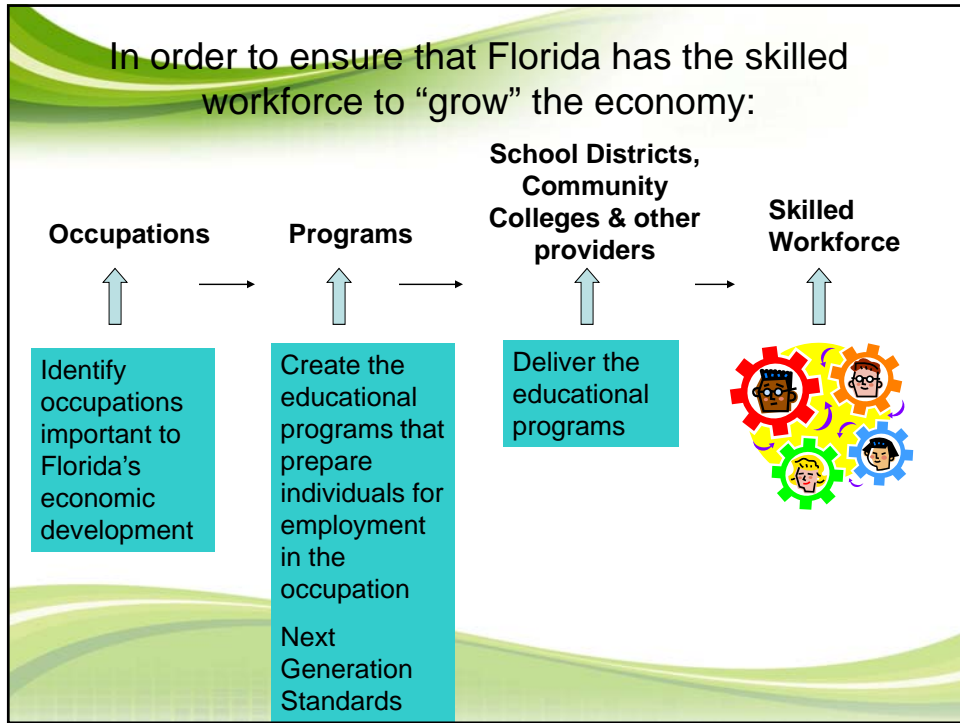 In order to ensure that Florida has the skilled
workforce to “grow” the economy:
Occupations
Programs
School Districts,
Community
Colleges & other
providers
Skilled
Workforce
Identify
occupations
important to
Florida’s
economic
development
Create the
educational
programs that
prepare
individuals for
employment
in the
occupation
Next
Generation
Standards
Deliver the
educational
programs